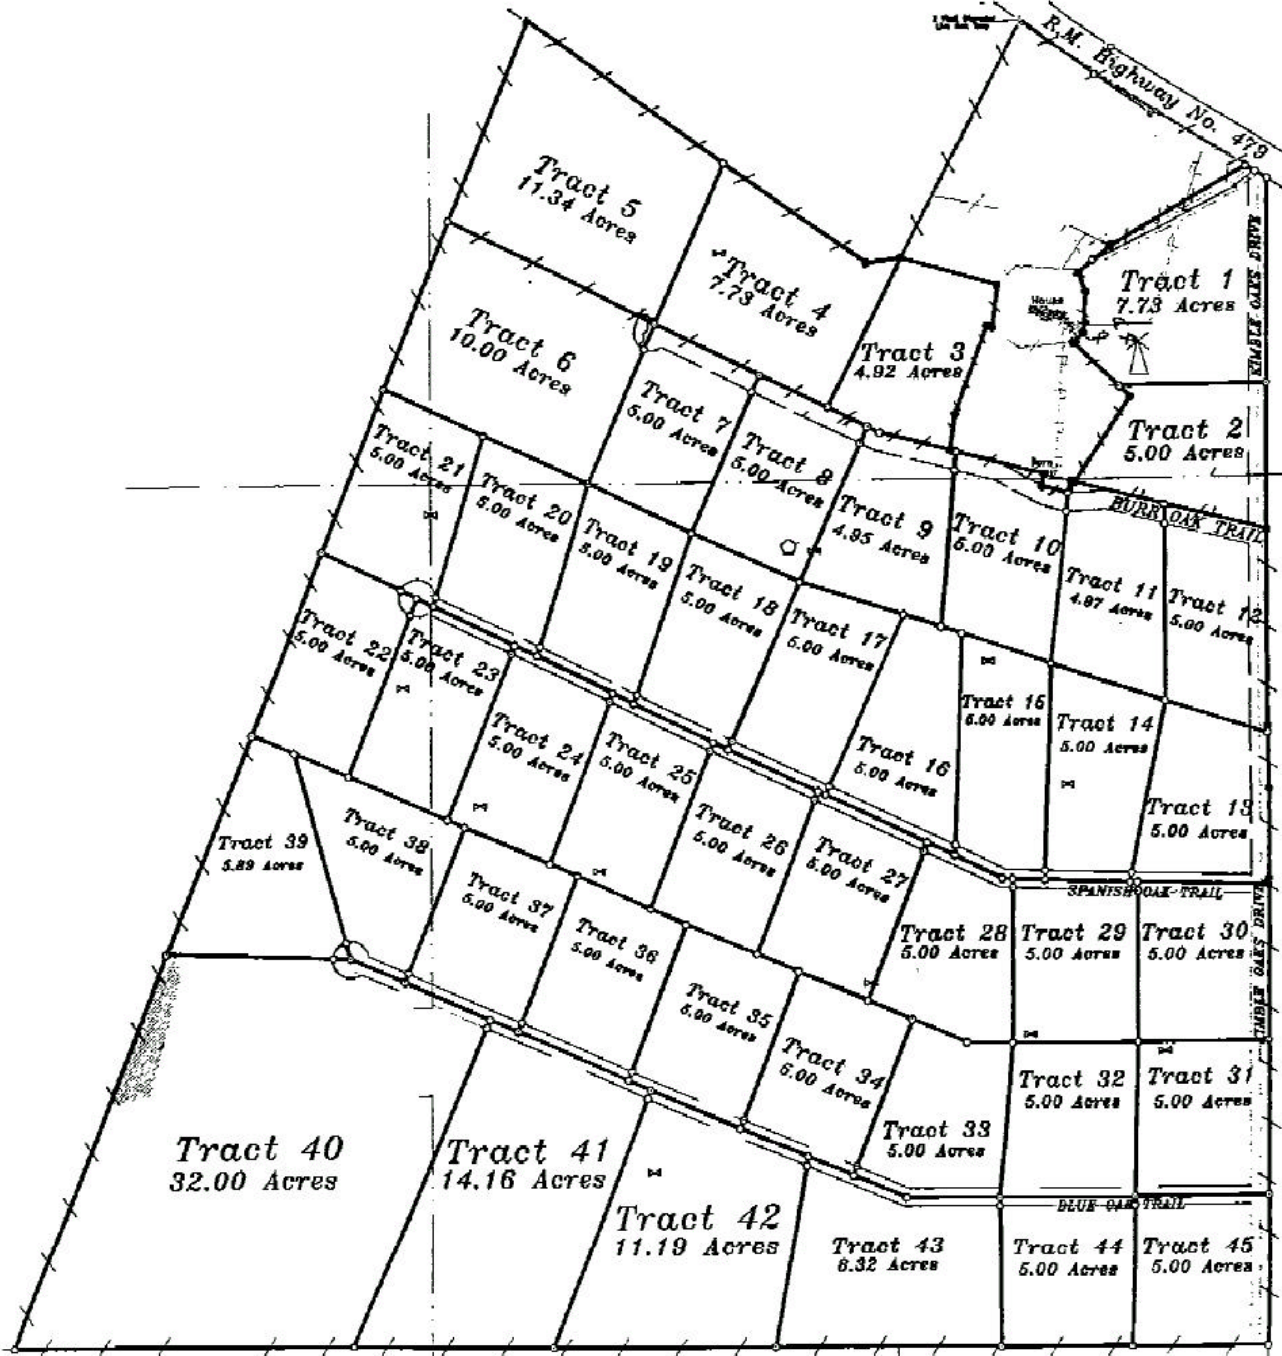 R.M. Highway No. 479
Tract 5
11.34 Acres
Tract 4
7.73 Acres
Tract 1
7.73 Acres
KIMBLE OAKS DRIVE
House
Tract 6
10.00 Acres
Tract 3
4.92 Acres
Tract 2
5.00 Acres
Tract 7
5.00 Acres
Tract 8
5.00 Acres
Tract 9
4.95 Acres
Tract 10
5.00 Acres
BURR OAK TRAIL
Tract 11
4.97 Acres
Tract 12
5.00 Acres
Tract 21
5.00 Acres
Tract 20
5.00 Acres
Tract 19
5.00 Acres
Tract 18
5.00 Acres
Tract 17
5.00 Acres
Tract 16
5.00 Acres
Tract 15
5.00 Acres
Tract 14
5.00 Acres
Tract 13
5.00 Acres
SPANISH OAK TRAIL
Tract 22
5.00 Acres
Tract 23
5.00 Acres
Tract 24
5.00 Acres
Tract 25
5.00 Acres
Tract 26
5.00 Acres
Tract 27
5.00 Acres
Tract 28
5.00 Acres
Tract 29
5.00 Acres
Tract 30
5.00 Acres
KIMBLE OAKS DRIVE
Tract 39
5.89 Acres
Tract 38
5.00 Acres
Tract 37
5.00 Acres
Tract 36
5.00 Acres
Tract 35
5.00 Acres
Tract 34
5.00 Acres
Tract 33
5.00 Acres
Tract 32
5.00 Acres
Tract 31
5.00 Acres
BLUE OAK TRAIL
Tract 40
32.00 Acres
Tract 41
14.16 Acres
Tract 42
11.19 Acres
Tract 43
8.32 Acres
Tract 44
5.00 Acres
Tract 45
5.00 Acres